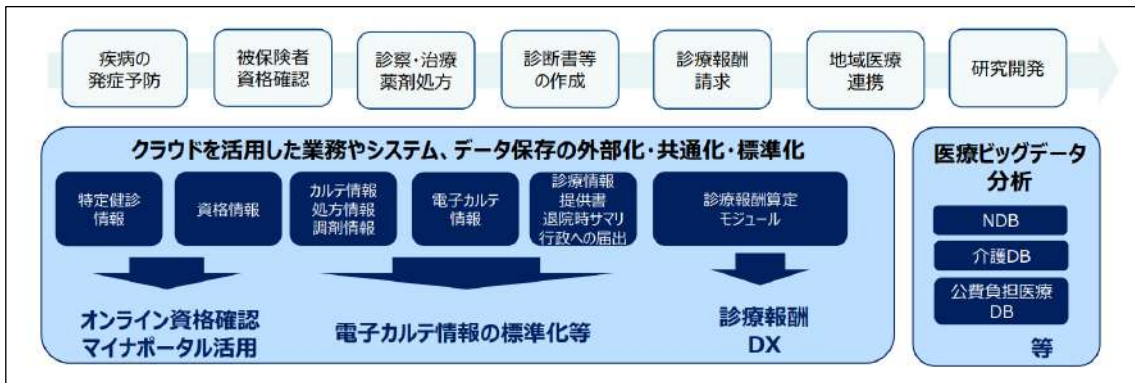 疾病の
発症予防
被保険者
資格確認
診察・治療
薬剤処方
診断書等
の作成
診療報酬
請求
地域医療
連携
研究開発
クラウドを活用した業務やシステム、データ保存の外部化・共通化・標準化
特定健診
情報
資格情報
カルテ情報
処方情報
調剤情報
電子カルテ
情報
診療情報
提供書
退院時サマリ
行政への届出
診療報酬算定
モジュール
オンライン資格確認
マイナポータル活用
電子カルテ情報の標準化等
診療報酬
DX
医療ビッグデータ
分析
NDB
介護DB
公費負担医療
DB
等